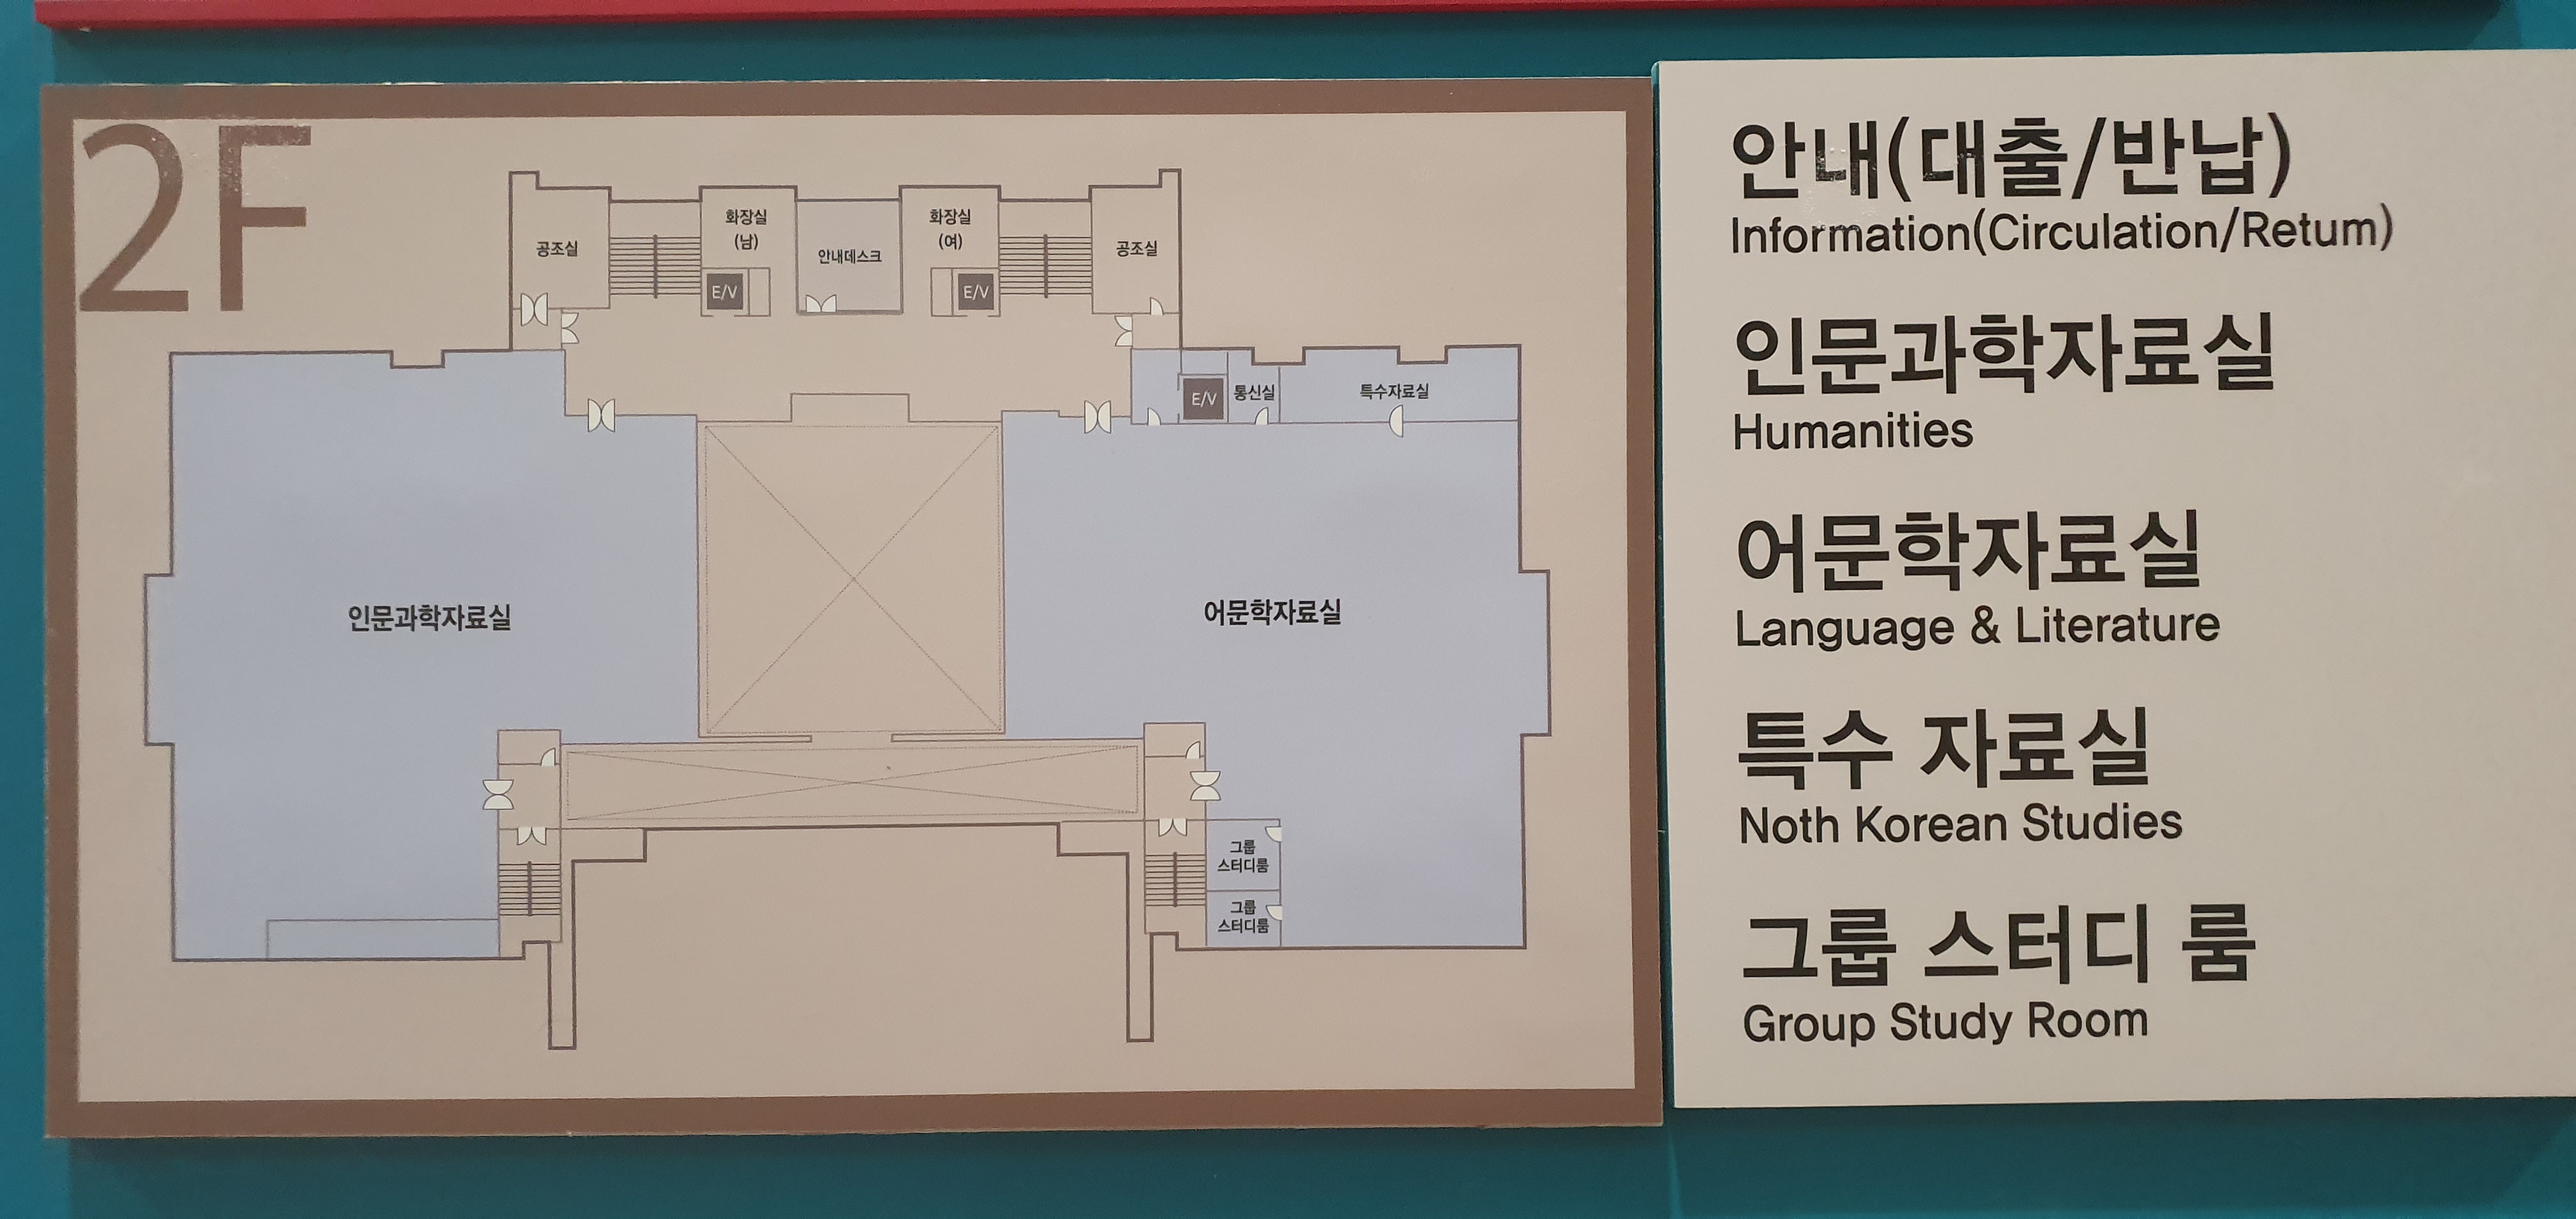 2F
화장실
(남)
화장실
(여)
공조실
안내데스크
공조실
E/V
E/V
E/V
통신실
특수자료실
인문과학자료실
어문학자료실
그룹
스터디룸
그룹
스터디룸
안내(대출/반납)
Information(Circulation/Retum)
인문과학자료실
Humanities
어문학자료실
Language & Literature
특수 자료실
Noth Korean Studies
그룹 스터디 룸
Group Study Room